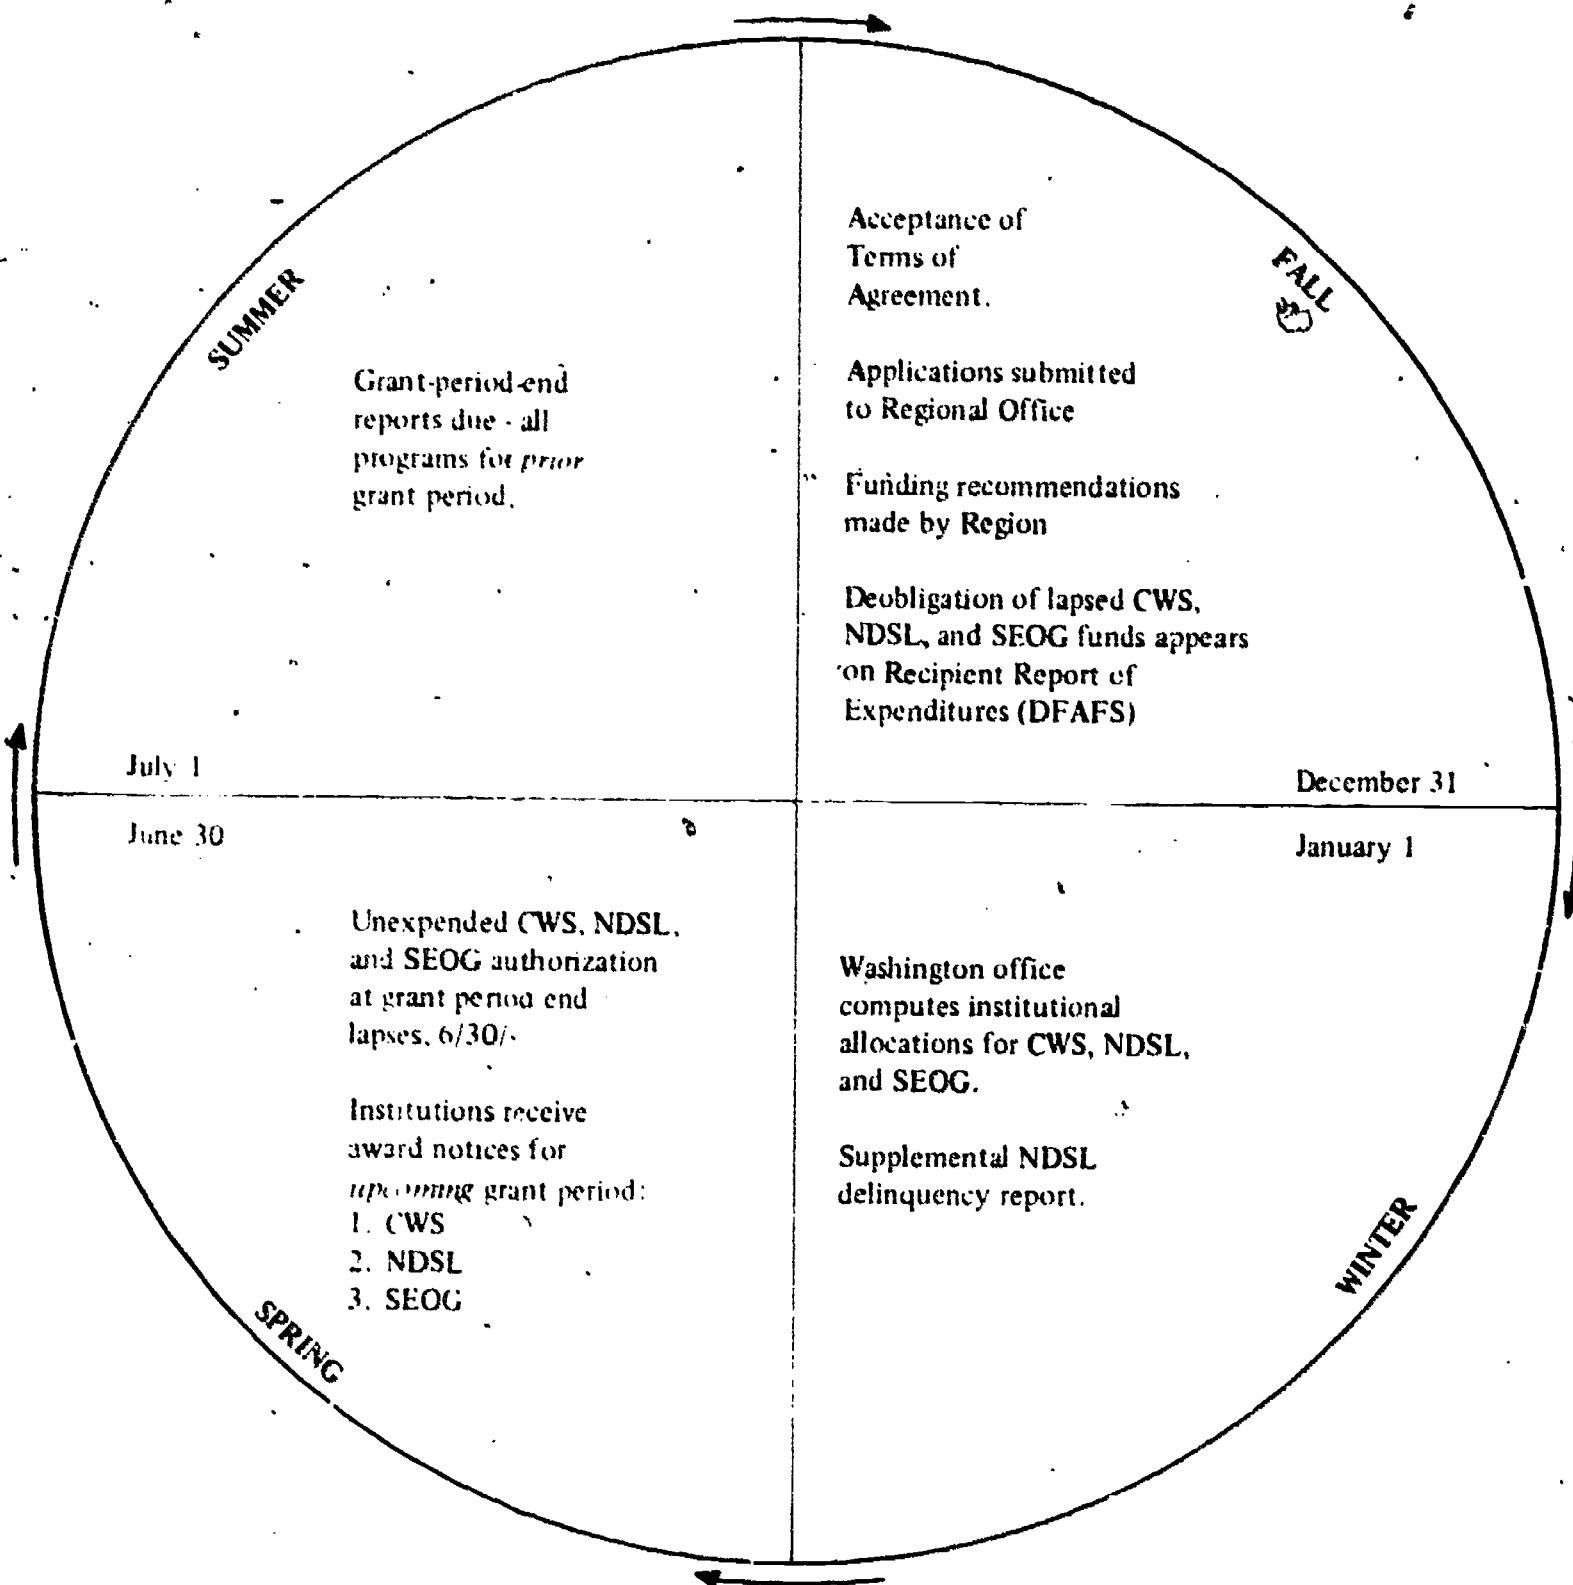 SUMMER
Grant-period-end
reports due - all
programs for prior
grant period.
July 1
FALL
Acceptance of
Terms of
Agreement.
Applications submitted
to Regional Office
Funding recommendations
made by Region
Deobligation of lapsed CWS,
NDSL, and SEOG funds appears
on Recipient Report of
Expenditures (DFAFS)
December 31
June 30
Unexpended CWS, NDSL,
and SEOG authorization
at grant period end
lapses, 6/30/-
Institutions receive
award notices for
upcoming grant period:
1. CWS
2. NDSL
3. SEOG
SPRING
January 1
Washington office
computes institutional
allocations for CWS, NDSL,
and SEOG.
Supplemental NDSL
delinquency report.
WINTER